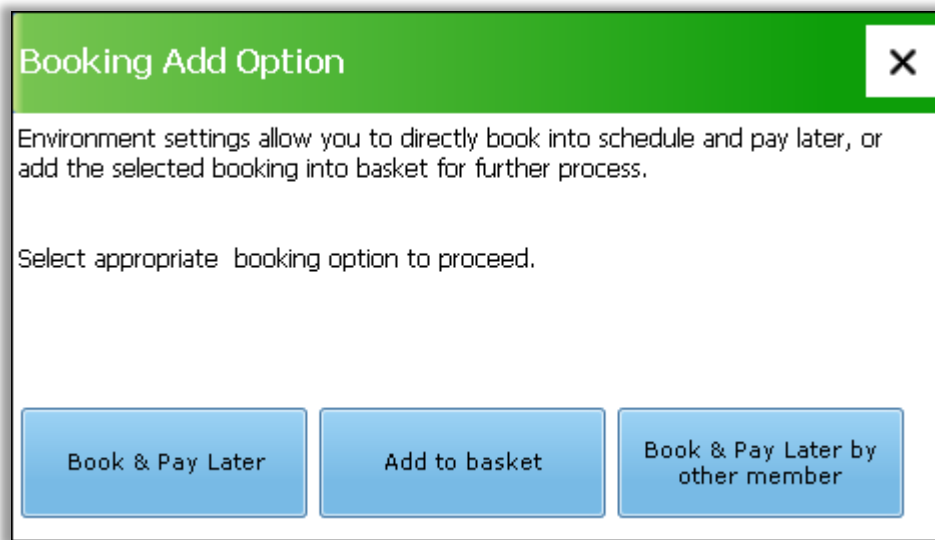 Booking Add Option
Environment settings allow you to directly book into schedule and pay later, or
add the selected booking into basket for further process.
Select appropriate  booking option to proceed.
Book & Pay Later
Add to basket
Book & Pay Later by
other member